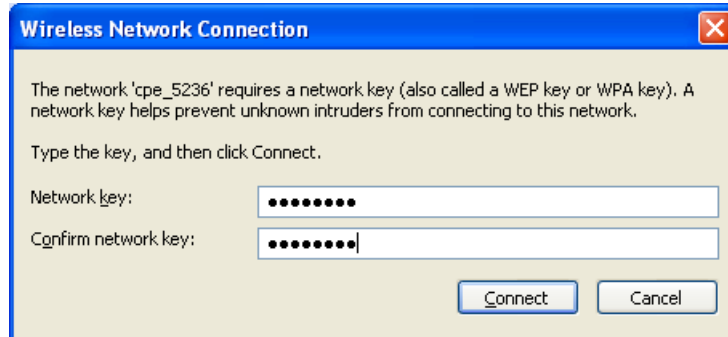 Wireless Network Connection
The network 'cpe_5236' requires a network key (also called a WEP key or WPA key). A
network key helps prevent unknown intruders from connecting to this network.
Type the key, and then click Connect.
Network key: ••••••••
Confirm network key: ••••••••
Connect Cancel